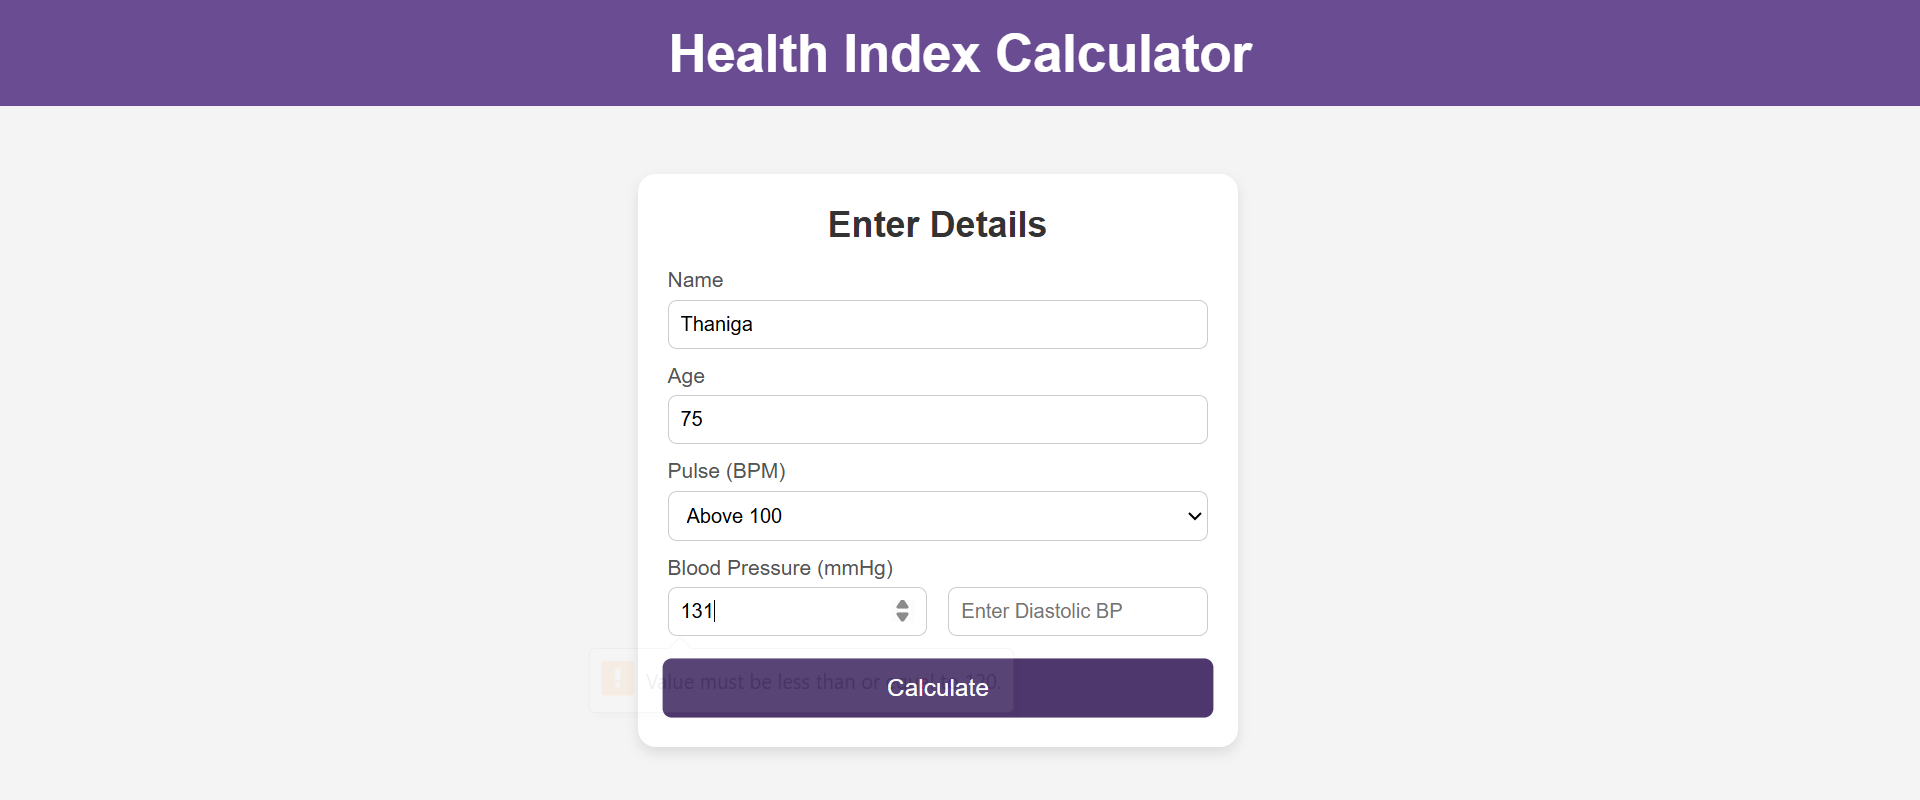 Health Index Calculator
Enter Details
Name
Thaniga
Age
75
Pulse (BPM)
Above 100
Blood Pressure (mmHg)
131
Enter Diastolic BP
Value must be less than or
Calculate